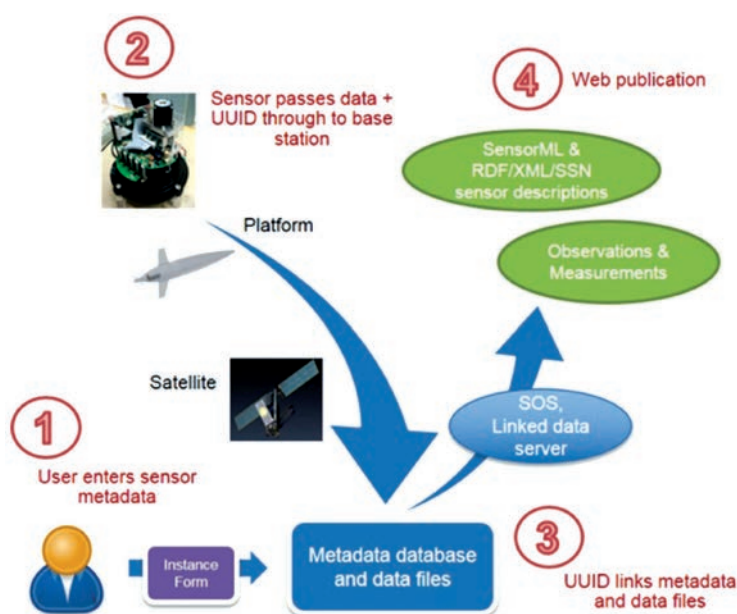 2
Sensor passes data +
UUID through to base
station
4
Web publication
SensorML &
RDF/XML/SSN
sensor descriptions
Platform
Observations &
Measurements
Satellite
SOS,
Linked data
server
1
User enters sensor
metadata
Instance
Form
Metadata database
and data files
3
UUID links metadata
and data files